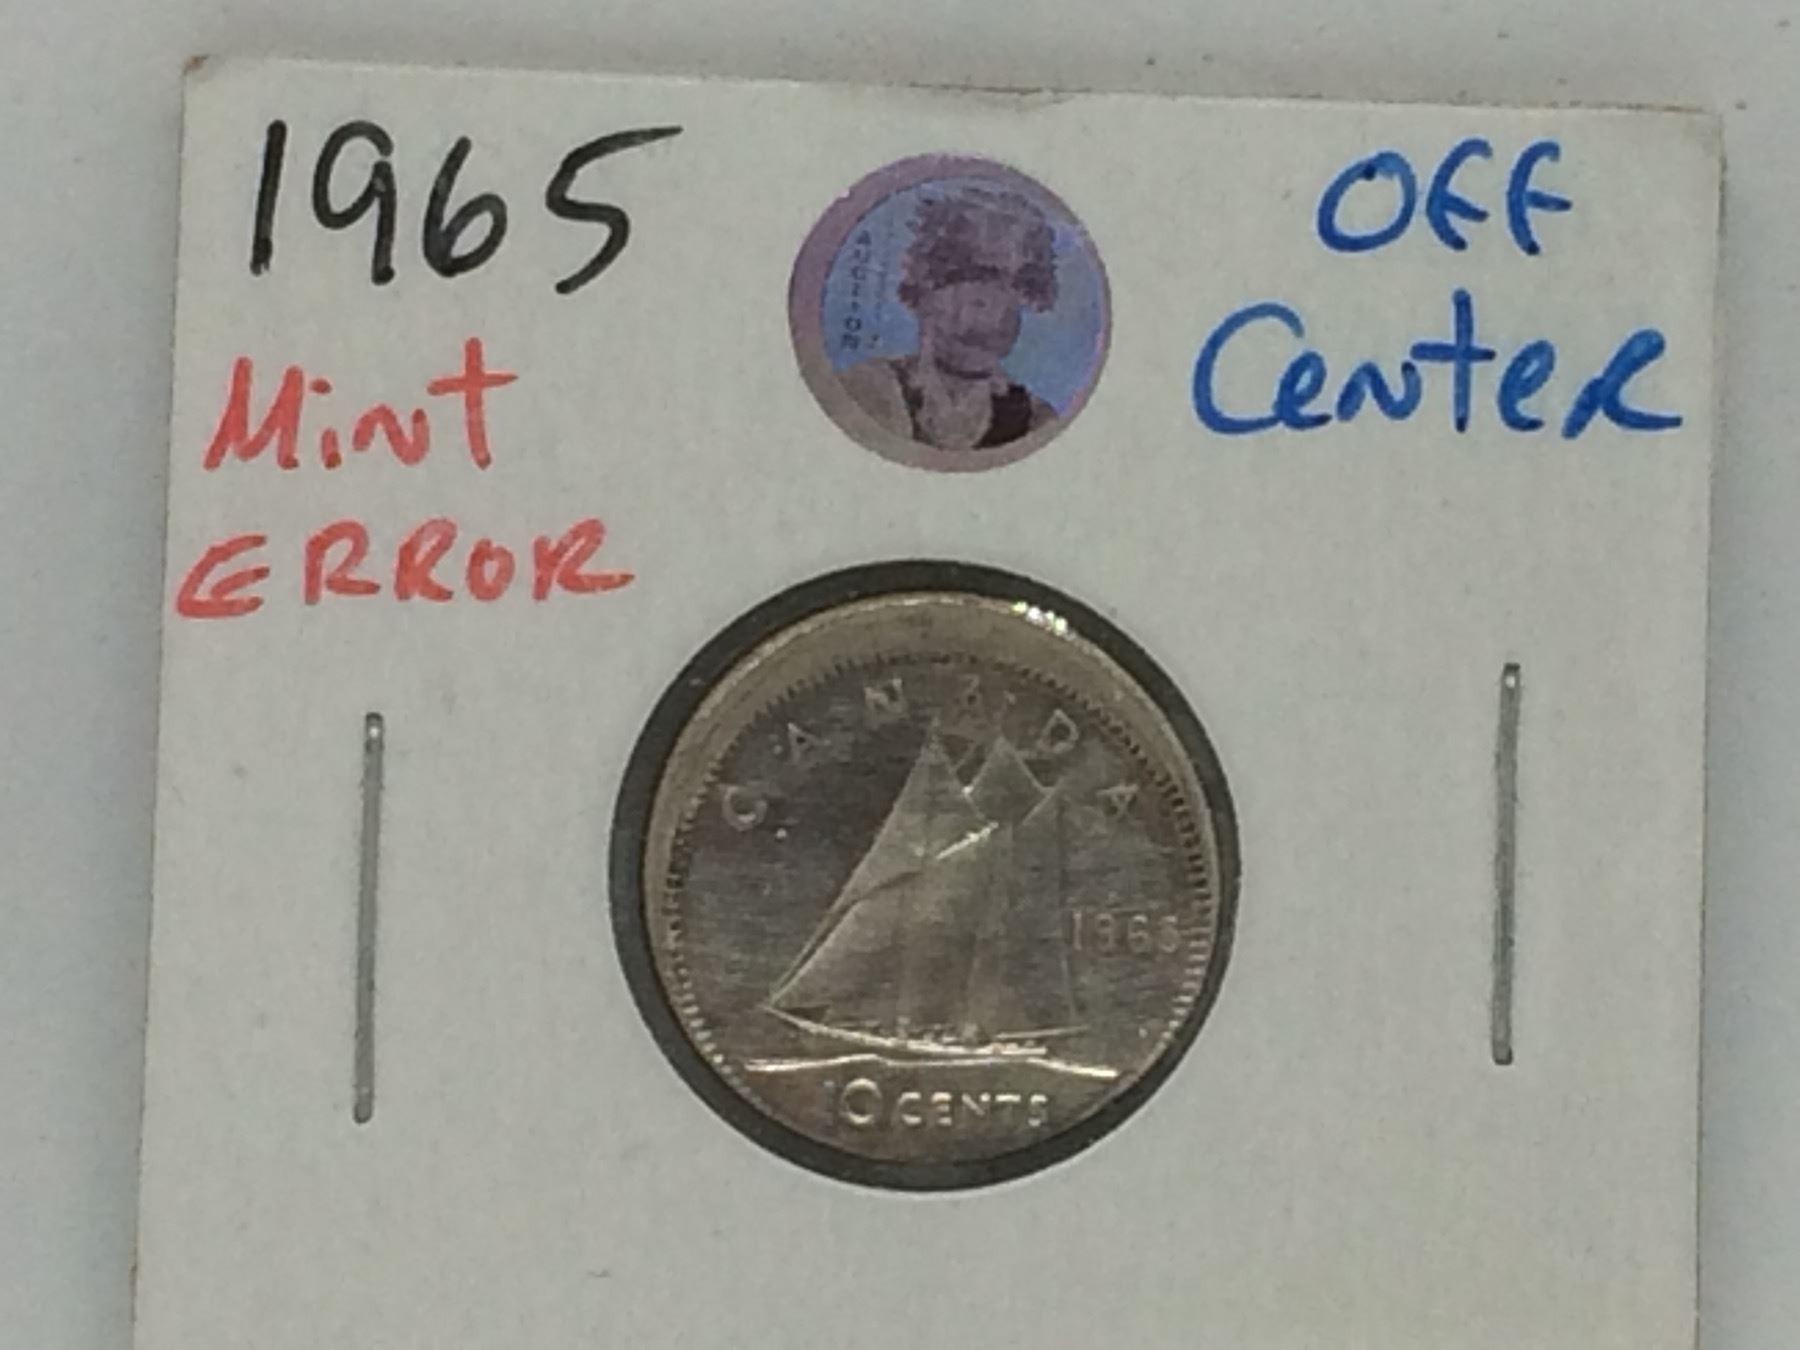 1965
OFF
Center
Mint
ERROR
CANADA
1965
10 CENTS